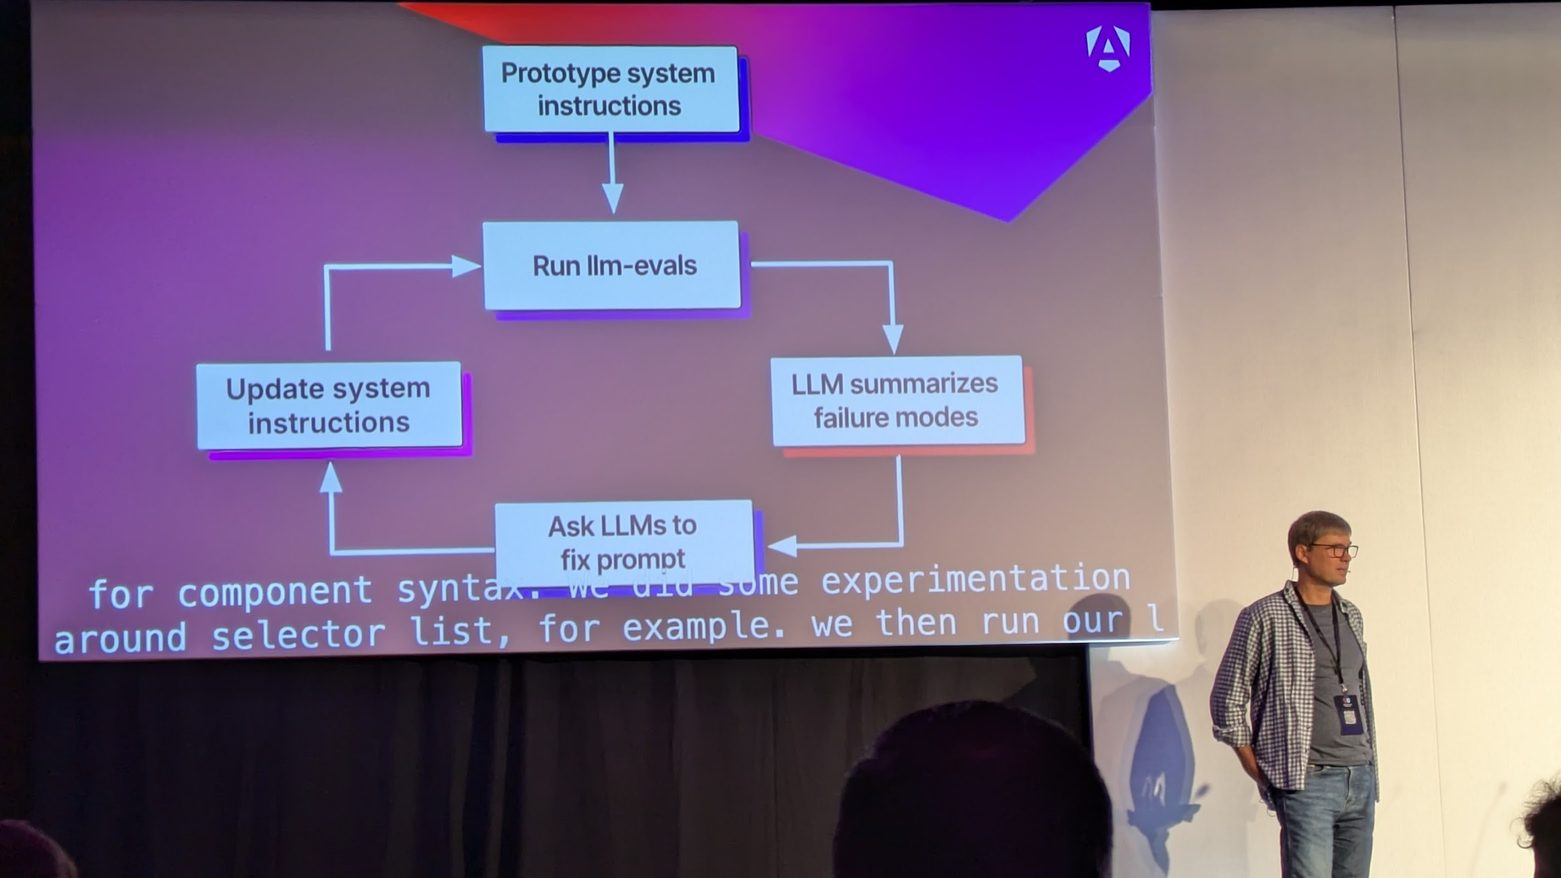 Prototype system
instructions
Run llm-evals
LLM summarizes
failure modes
Ask LLMs to
fix prompt
Update system
instructions
for component syntax. we did some experimentation
around selector list, for example. we then run our l